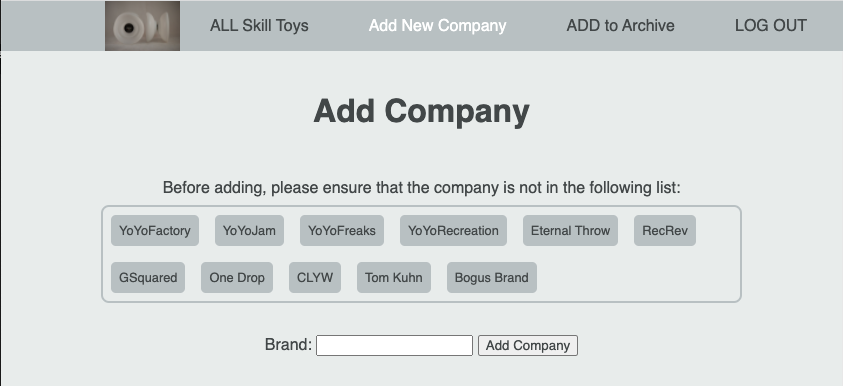 ALL Skill Toys Add New Company ADD to Archive LOG OUT
Add Company
Before adding, please ensure that the company is not in the following list:
YoYoFactory YoYoJam YoYoFreaks YoYoRecreation Eternal Throw RecRev
GSquared One Drop CLYW Tom Kuhn Bogus Brand
Brand: Add Company